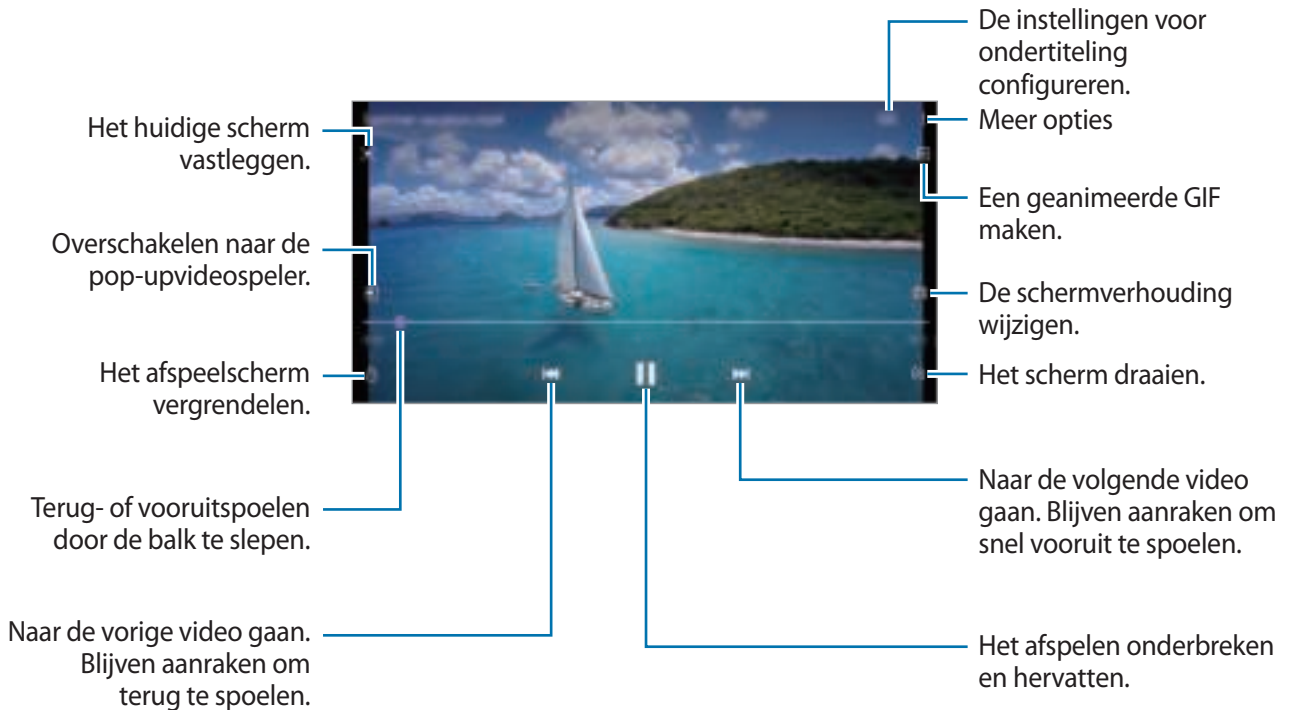 De instellingen voor
ondertiteling
configureren.
Meer opties
Het huidige scherm
vastleggen.
Een geanimeerde GIF
maken.
Overschakelen naar de
pop-upvideospeler.
De schermverhouding
wijzigen.
Het afspeelscherm
vergrendelen.
Het scherm draaien.
Terug- of vooruitspoelen
door de balk te slepen.
Naar de volgende video
gaan. Blijven aanraken om
snel vooruit te spoelen.
Naar de vorige video gaan.
Blijven aanraken om
terug te spoelen.
Het afspelen onderbreken
en hervatten.